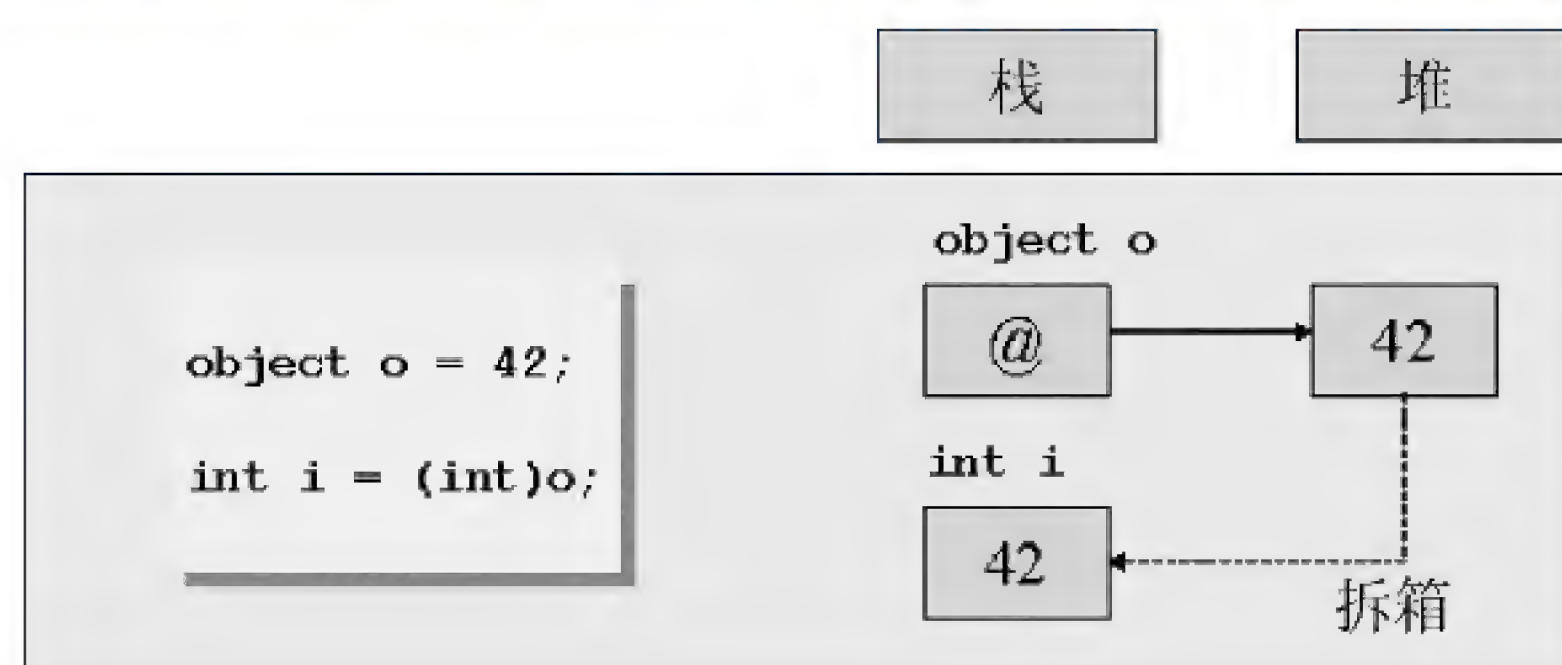 栈
堆
object o
@
42
object o = 42;
int i = (int)o;
int i
42
拆箱